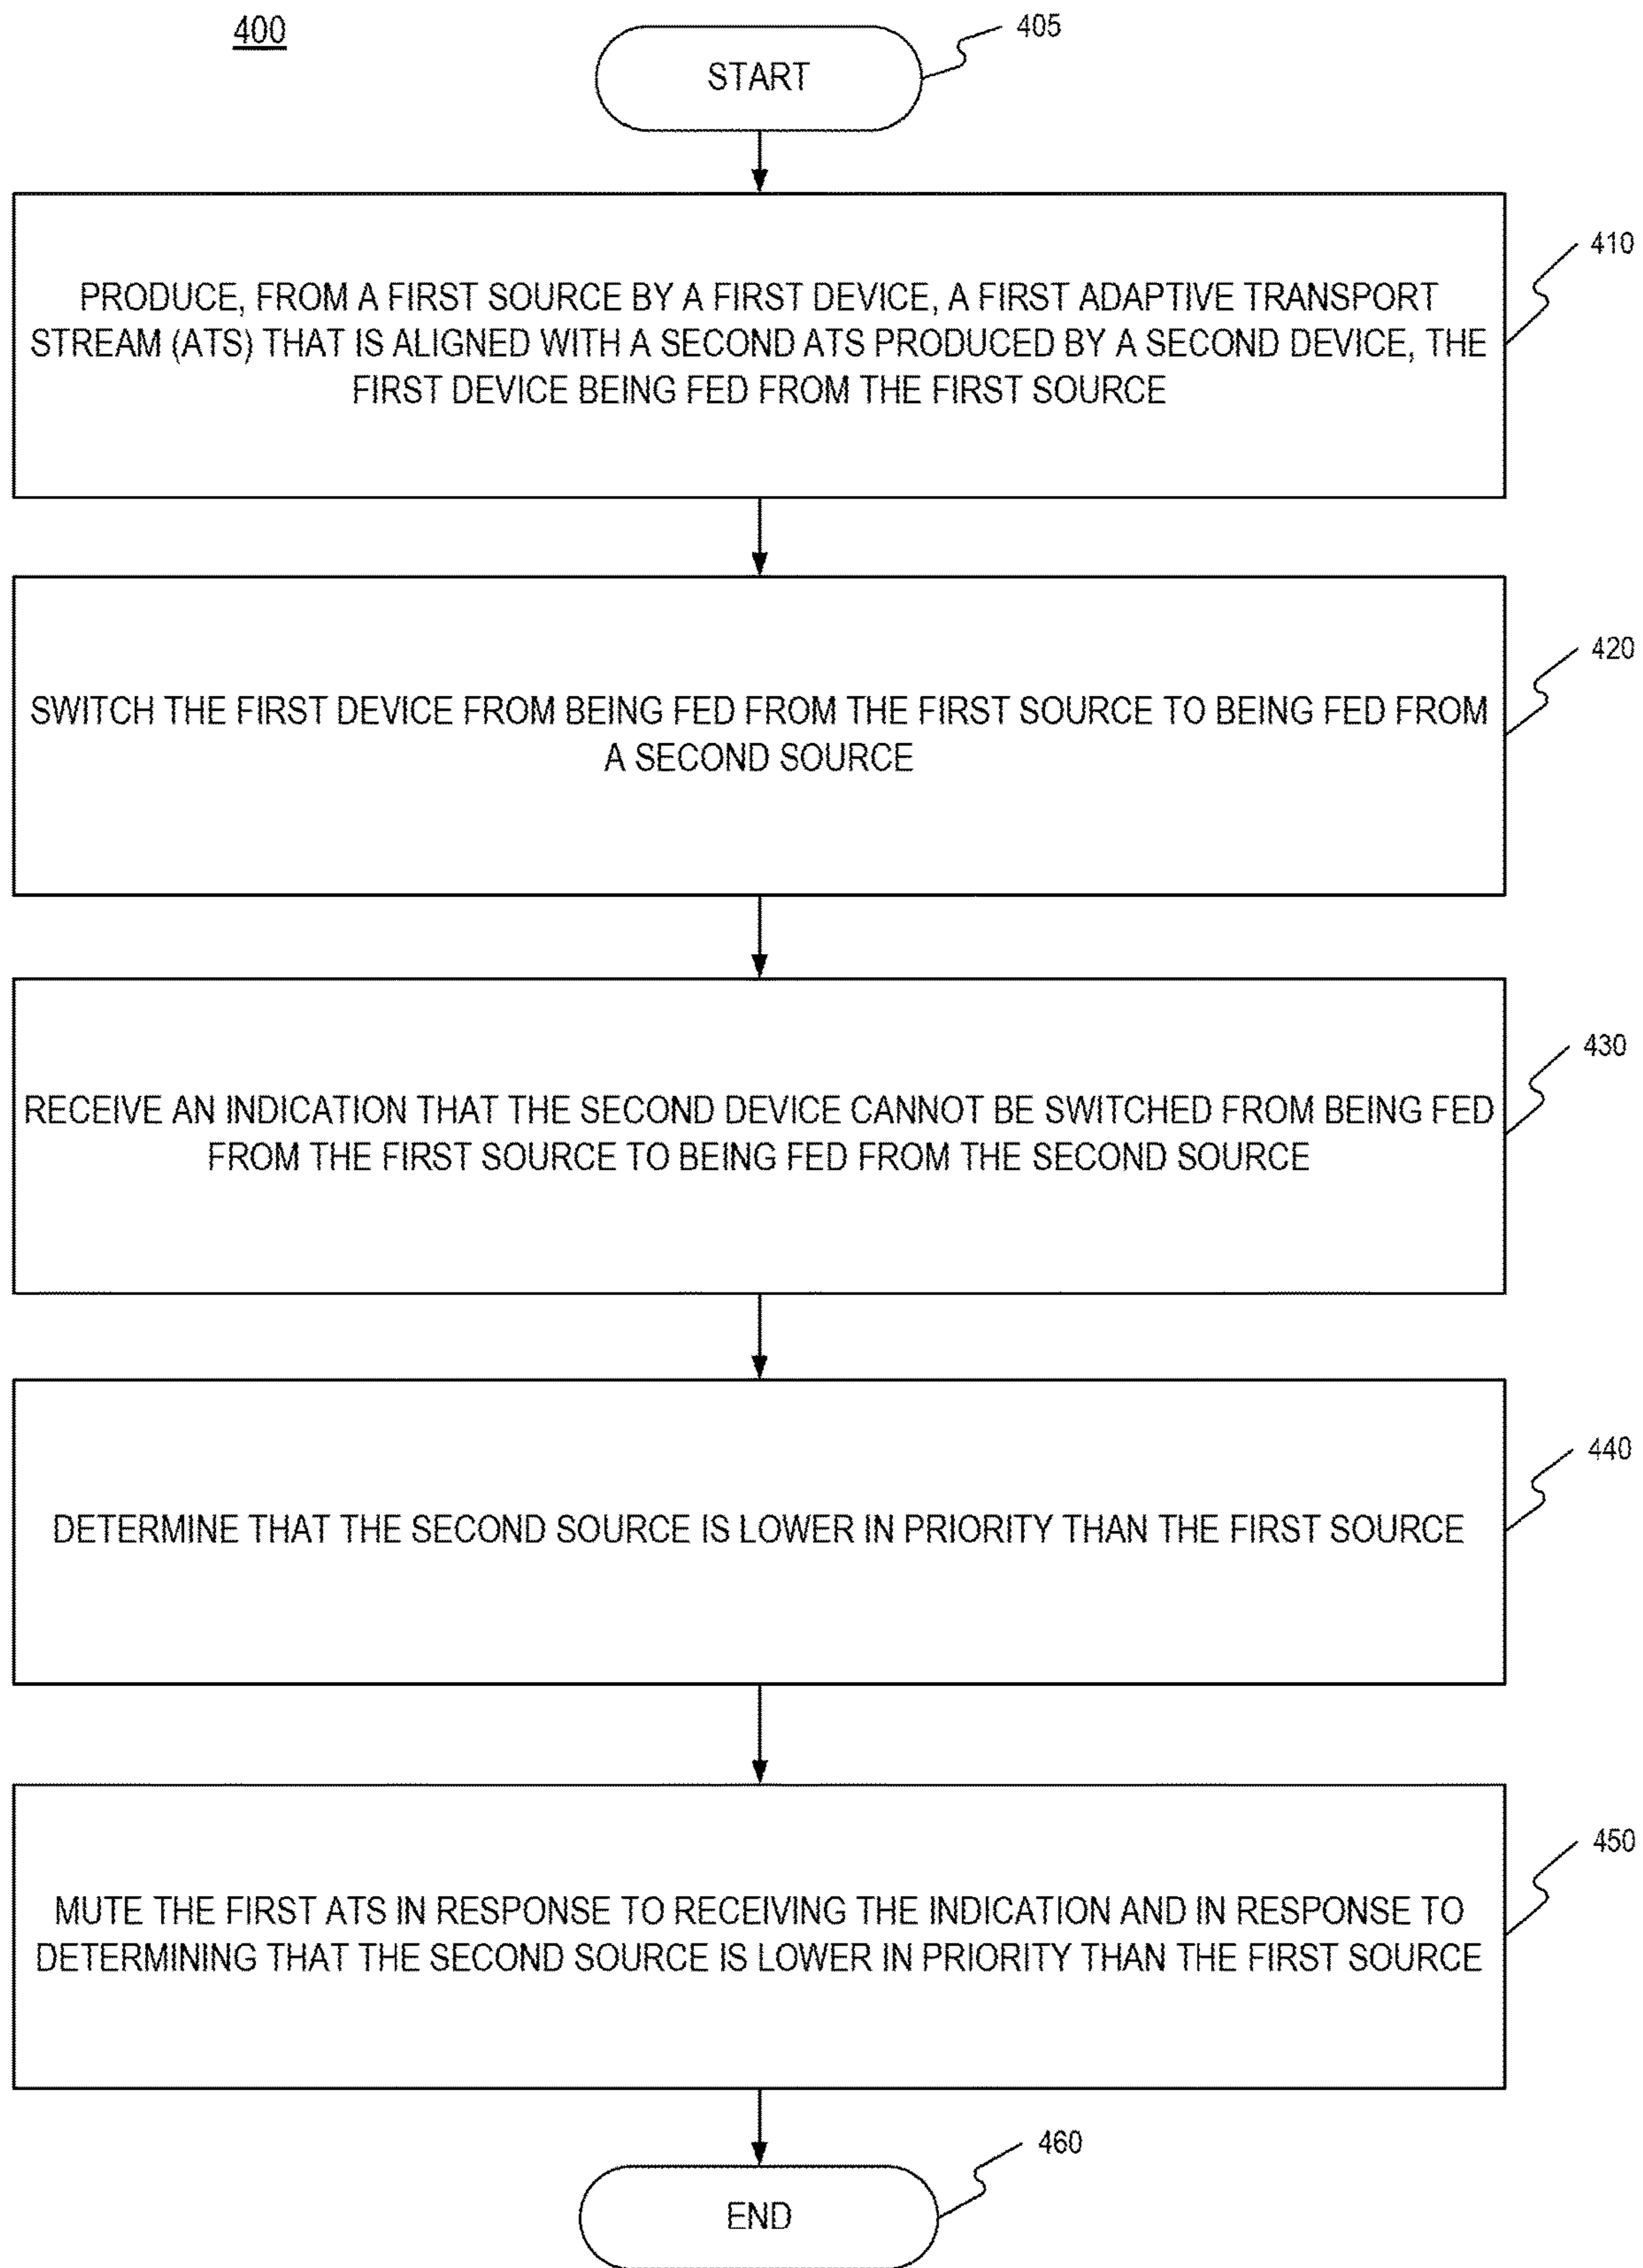 400
405
START
410
PRODUCE, FROM A FIRST SOURCE BY A FIRST DEVICE, A FIRST ADAPTIVE TRANSPORT
STREAM (ATS) THAT IS ALIGNED WITH A SECOND ATS PRODUCED BY A SECOND DEVICE, THE
FIRST DEVICE BEING FED FROM THE FIRST SOURCE
420
SWITCH THE FIRST DEVICE FROM BEING FED FROM THE FIRST SOURCE TO BEING FED FROM
A SECOND SOURCE
430
RECEIVE AN INDICATION THAT THE SECOND DEVICE CANNOT BE SWITCHED FROM BEING FED
FROM THE FIRST SOURCE TO BEING FED FROM THE SECOND SOURCE
440
DETERMINE THAT THE SECOND SOURCE IS LOWER IN PRIORITY THAN THE FIRST SOURCE
450
MUTE THE FIRST ATS IN RESPONSE TO RECEIVING THE INDICATION AND IN RESPONSE TO
DETERMINING THAT THE SECOND SOURCE IS LOWER IN PRIORITY THAN THE FIRST SOURCE
460
END